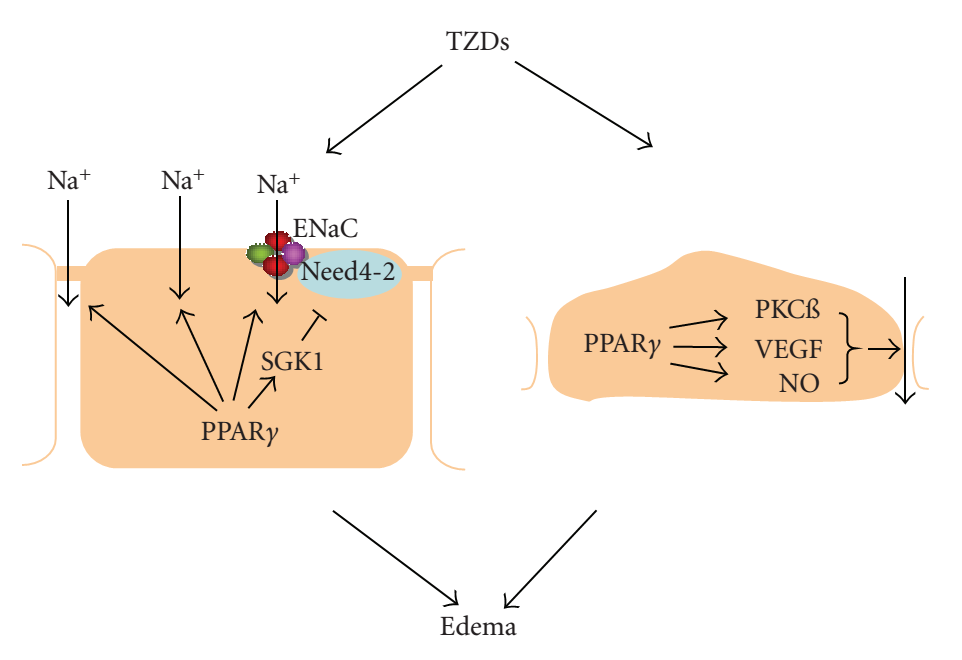 TZDs
Na⁺
Na⁺
Na⁺
ENaC
Need4-2
SGK1
PPARγ
PPARγ
PKCß
VEGF
NO
Edema